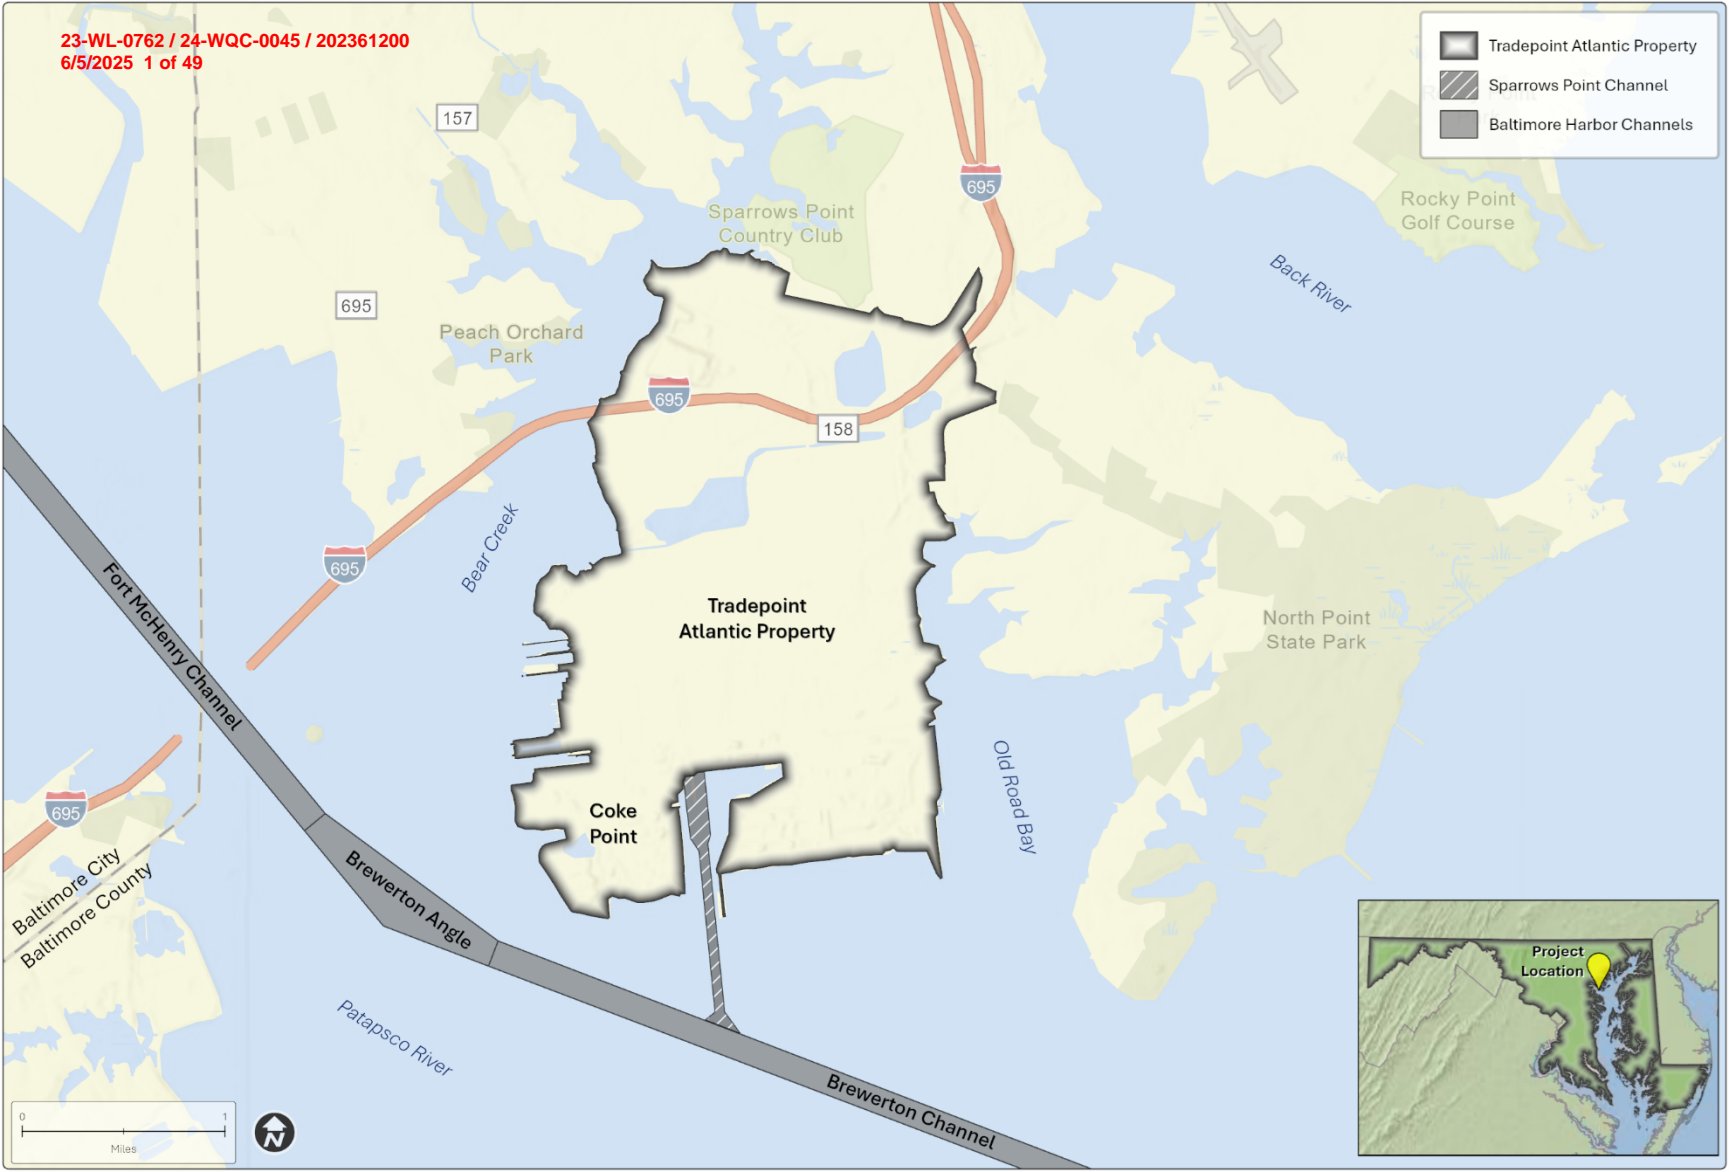 23-WL-0762 / 24-WQC-0045 / 202361200
6/5/2025 1 of 49
Tradepoint Atlantic Property
Sparrows Point Channel
Baltimore Harbor Channels
157
695
Sparrows Point
Country Club
Rocky Point
Golf Course
Back River
695
Peach Orchard
Park
695
158
Bear Creek
695
Fort McHenry Channel
Tradepoint
Atlantic Property
North Point
State Park
Old Road Bay
695
Coke
Point
Baltimore City
Baltimore County
Brewerton Angle
Patapsco River
Brewerton Channel
Project
Location
0 1
Miles
N